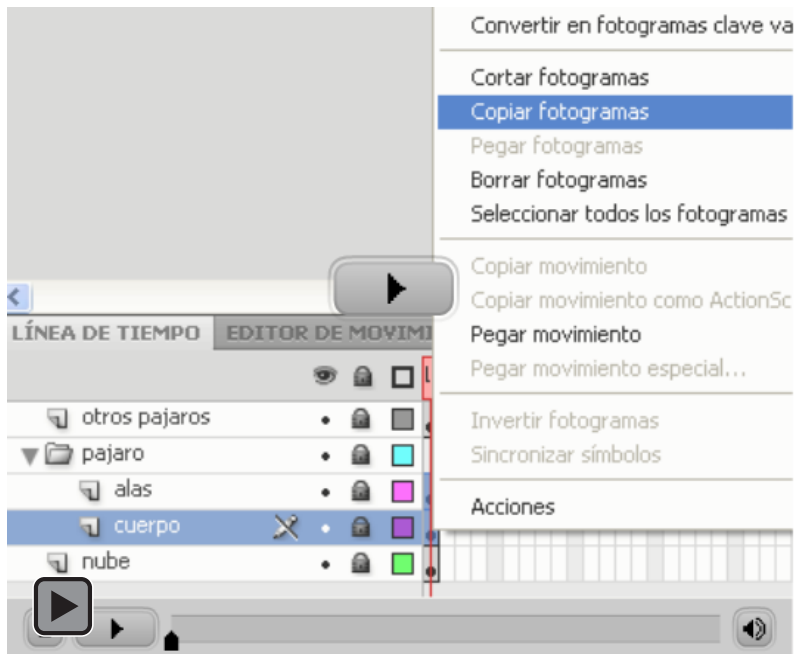 Convertir en fotogramas clave va
Cortar fotogramas
Copiar fotogramas
Pegar fotogramas
Borrar fotogramas
Seleccionar todos los fotogramas
Copiar movimiento
Copiar movimiento como ActionSc
Pegar movimiento
Pegar movimiento especial...
Invertir fotogramas
Sincronizar símbolos
Acciones
LÍNEA DE TIEMPO
EDITOR DE MOVIMI
otros pajaros
pajaro
alas
cuerpo
nube